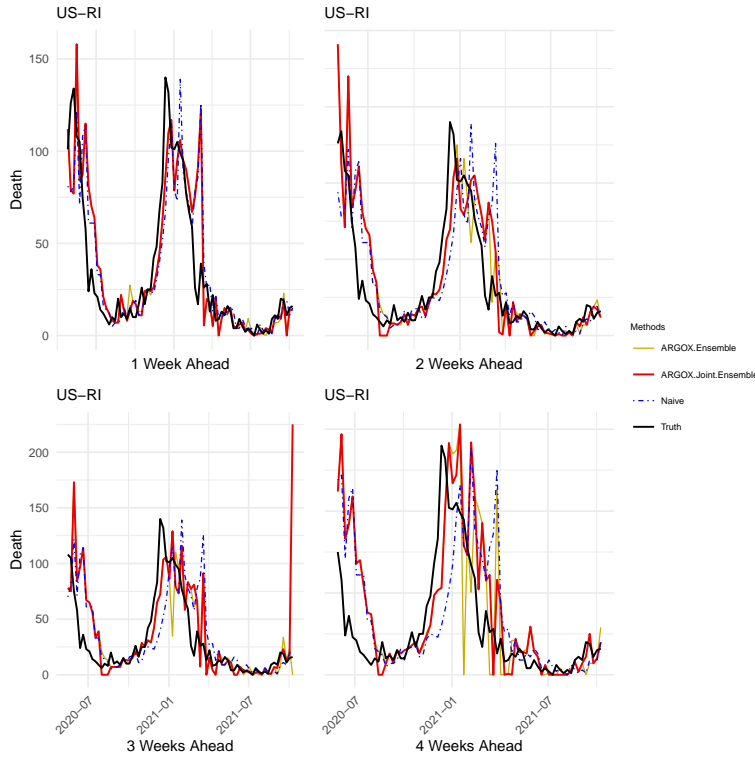 US−RI
US−RI
150
100
50
0
Death
1 Week Ahead
2 Weeks Ahead
Methods
ARGOX.Ensemble
ARGOX.Joint.Ensemble
Naive
Truth
US−RI
US−RI
200
150
100
50
0
Death
2020−07
2021−01
2021−07
2020−07
2021−01
2021−07
3 Weeks Ahead
4 Weeks Ahead